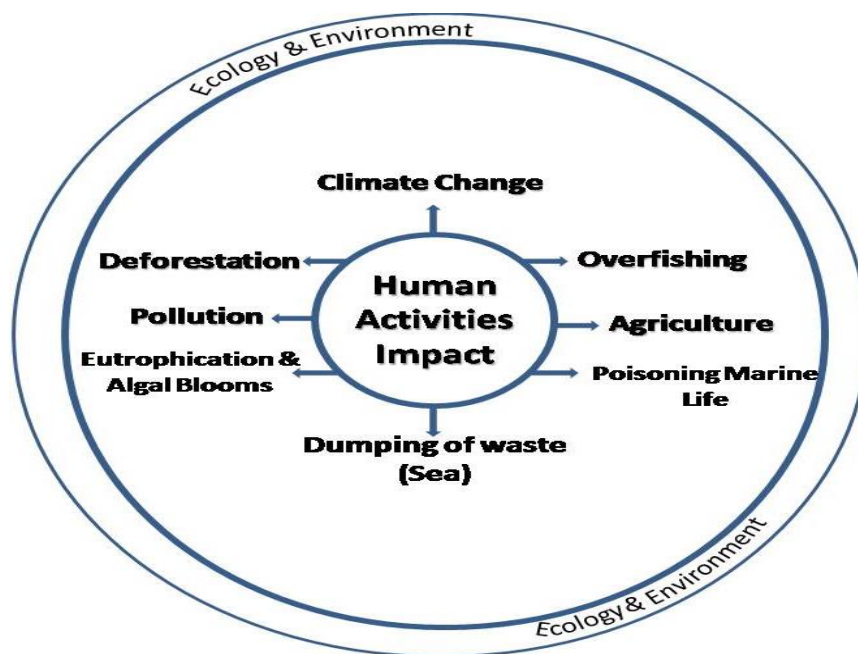 Ecology & Environment
Climate Change
Deforestation
Overfishing
Human
Activities
Impact
Pollution
Agriculture
Eutrophication &
Algal Blooms
Poisoning Marine
Life
Dumping of waste
(Sea)
Ecology & Environment